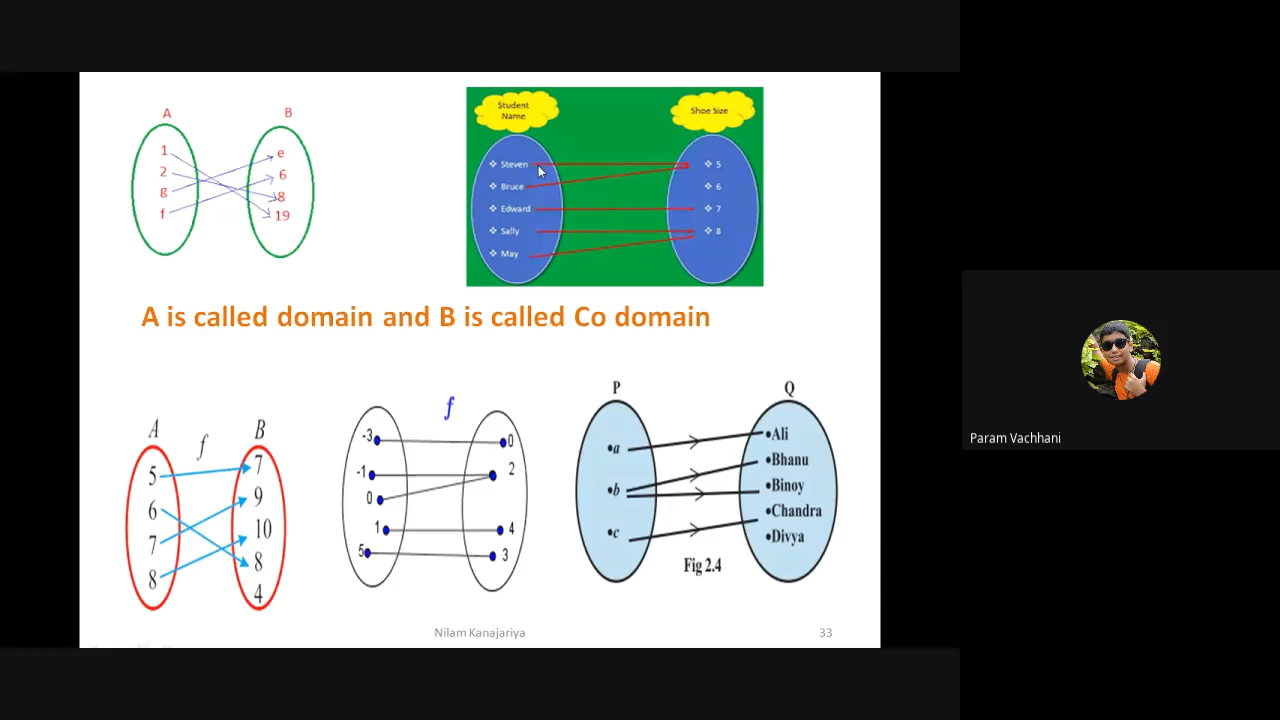 A B
1 e
2 6
g 8
f 19
Student
Name
Shoe Size
❖ Steven ❖ 5
❖ Bruce ❖ 6
❖ Edward ❖ 7
❖ Sally ❖ 8
❖ May
A is called domain and B is called Co domain
A f B
5 7
6 9
7 10
8 8
4
f
-3 0
-1 2
0
1 4
5 3
P Q
•a •Ali
•Bhanu
•b •Binoy
•Chandra
•c •Divya
Fig 2.4
Nilam Kanajariya 33
Param Vachhani